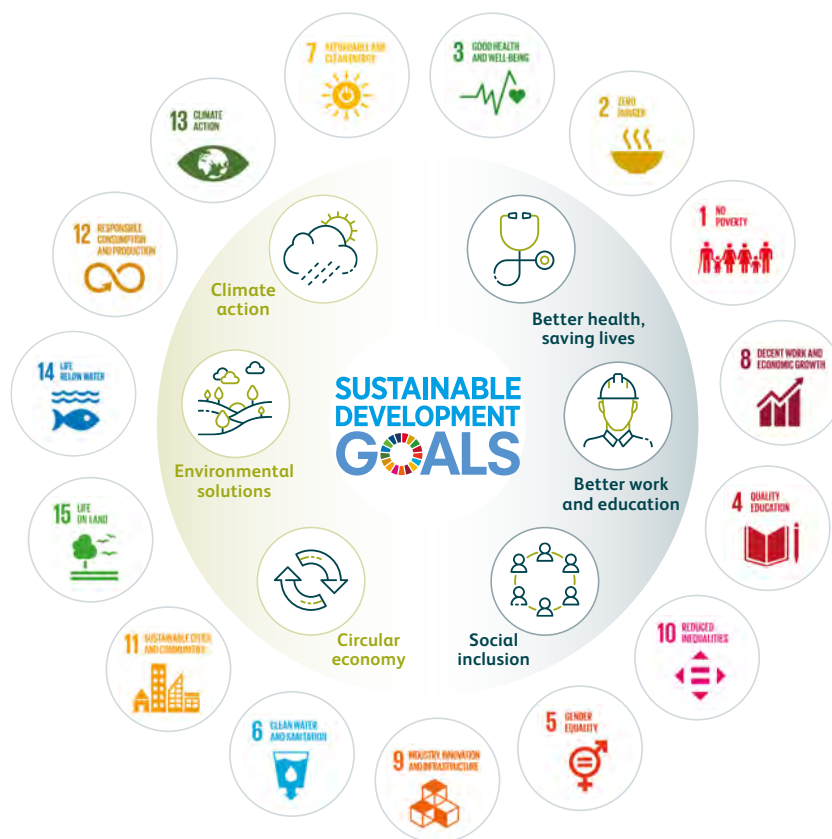 7 AFFORDABLE AND
CLEAN ENERGY
3 GOOD HEALTH
AND WELL-BEING
13 CLIMATE
ACTION
2 ZERO
HUNGER
12 RESPONSIBLE
CONSUMPTION
AND PRODUCTION
1 NO
POVERTY
Climate
action
Better health,
saving lives
14 LIFE
BELOW WATER
8 DECENT WORK AND
ECONOMIC GROWTH
SUSTAINABLE
DEVELOPMENT
GOALS
Environmental
solutions
Better work
and education
15 LIFE
ON LAND
4 QUALITY
EDUCATION
Circular
economy
Social
inclusion
11 SUSTAINABLE CITIES
AND COMMUNITIES
10 REDUCED
INEQUALITIES
6 CLEAN WATER
AND SANITATION
5 GENDER
EQUALITY
9 INDUSTRY, INNOVATION
AND INFRASTRUCTURE